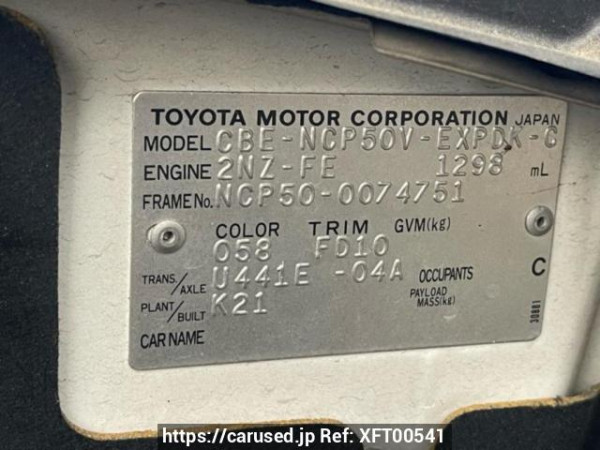 TOYOTA MOTOR CORPORATION JAPAN
MODEL CBE-NCP50V-EXPDK-G
ENGINE 2NZ-FE 1298 mL
FRAME No. NCP50-0074751
COLOR TRIM GVM(kg)
058 FD10
TRANS./AXLE U441E -04A OCCUPANTS C
PLANT/BUILT K21 PAYLOAD MASS(kg)
CAR NAME
30801
https://carused.jp Ref: XFT00541